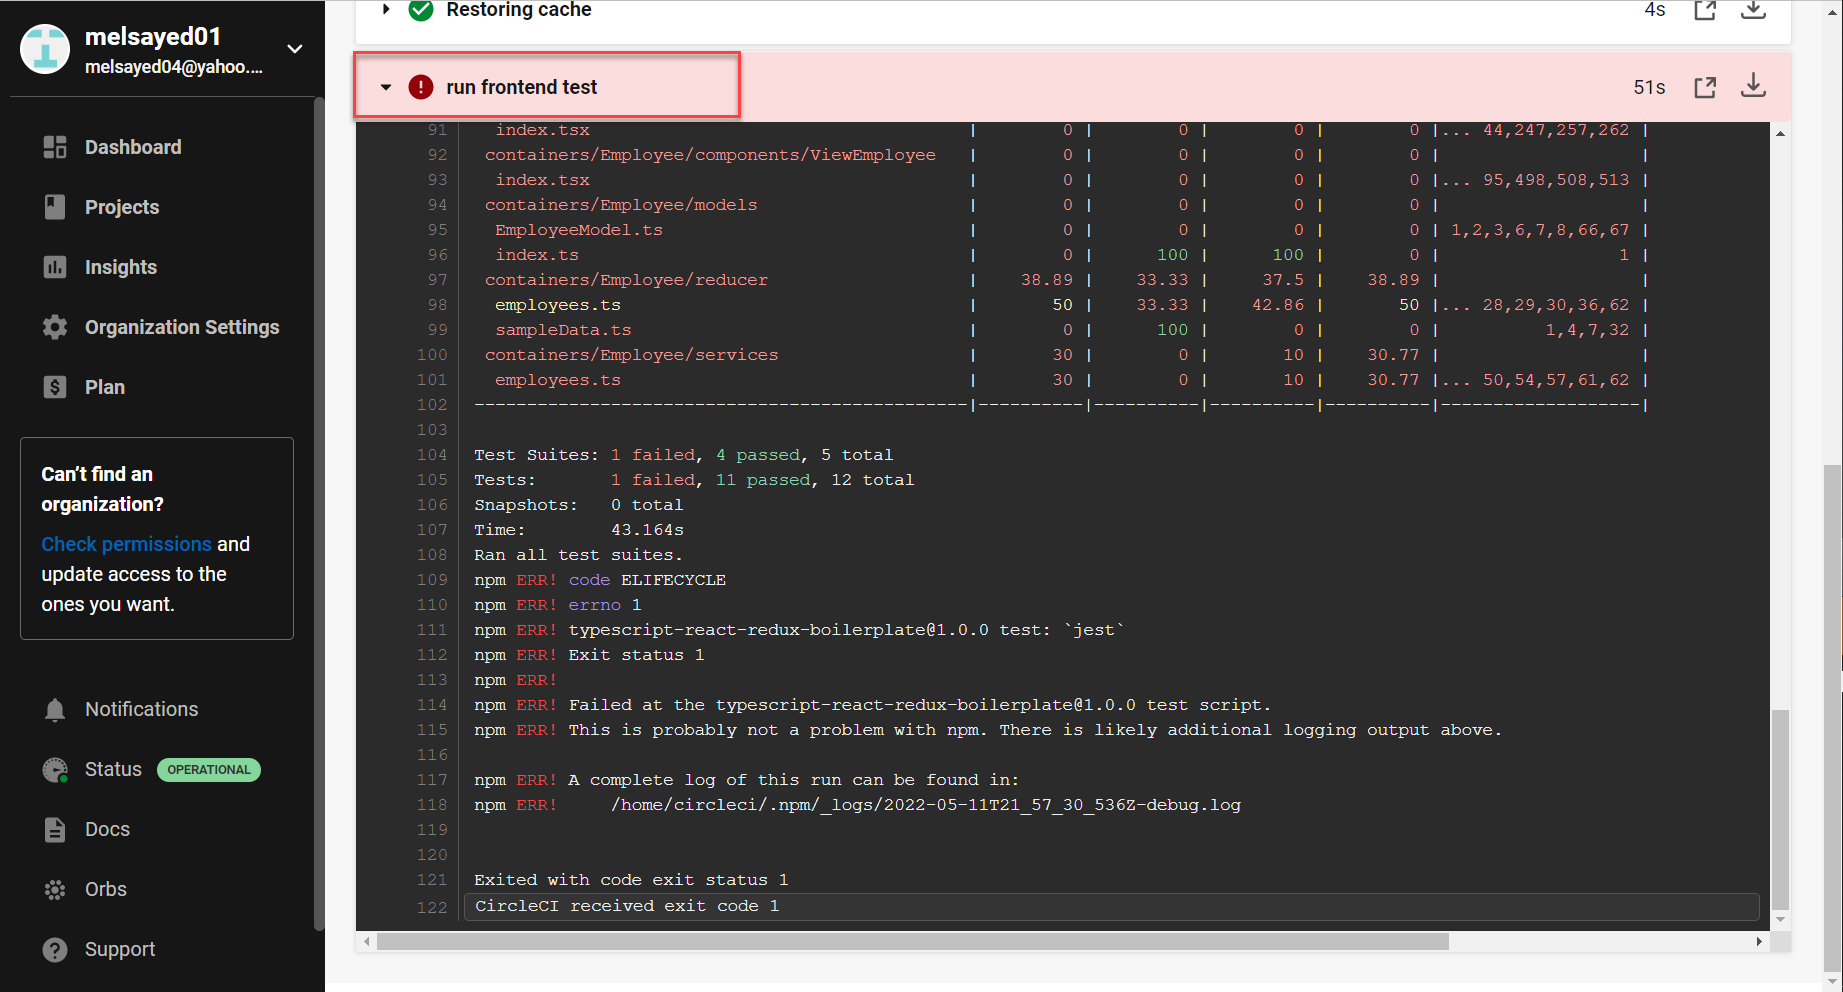 melsayed01
melsayed04@yahoo....
Dashboard
Projects
Insights
Organization Settings
Plan
Can’t find an
organization?
Check permissions and
update access to the
ones you want.
Notifications
Status OPERATIONAL
Docs
Orbs
Support
Restoring cache 4s
run frontend test 51s
91 index.tsx | 0 | 0 | 0 | 0 |... 44,247,257,262 |
92 containers/Employee/components/ViewEmployee | 0 | 0 | 0 | 0 | |
93 index.tsx | 0 | 0 | 0 | 0 |... 95,498,508,513 |
94 containers/Employee/models | 0 | 0 | 0 | 0 | |
95 EmployeeModel.ts | 0 | 0 | 0 | 0 | 1,2,3,6,7,8,66,67 |
96 index.ts | 0 | 100 | 100 | 0 | 1 |
97 containers/Employee/reducer | 38.89 | 33.33 | 37.5 | 38.89 | |
98 employees.ts | 50 | 33.33 | 42.86 | 50 |... 28,29,30,36,62 |
99 sampleData.ts | 0 | 100 | 0 | 0 | 1,4,7,32 |
100 containers/Employee/services | 30 | 0 | 10 | 30.77 | |
101 employees.ts | 30 | 0 | 10 | 30.77 |... 50,54,57,61,62 |
102 -----------------------------------------------|----------|----------|----------|----------|-------------------|
103
104 Test Suites: 1 failed, 4 passed, 5 total
105 Tests: 1 failed, 11 passed, 12 total
106 Snapshots: 0 total
107 Time: 43.164s
108 Ran all test suites.
109 npm ERR! code ELIFECYCLE
110 npm ERR! errno 1
111 npm ERR! typescript-react-redux-boilerplate@1.0.0 test: `jest`
112 npm ERR! Exit status 1
113 npm ERR!
114 npm ERR! Failed at the typescript-react-redux-boilerplate@1.0.0 test script.
115 npm ERR! This is probably not a problem with npm. There is likely additional logging output above.
116
117 npm ERR! A complete log of this run can be found in:
118 npm ERR! /home/circleci/.npm/_logs/2022-05-11T21_57_30_536Z-debug.log
119
120
121 Exited with code exit status 1
122 CircleCI received exit code 1